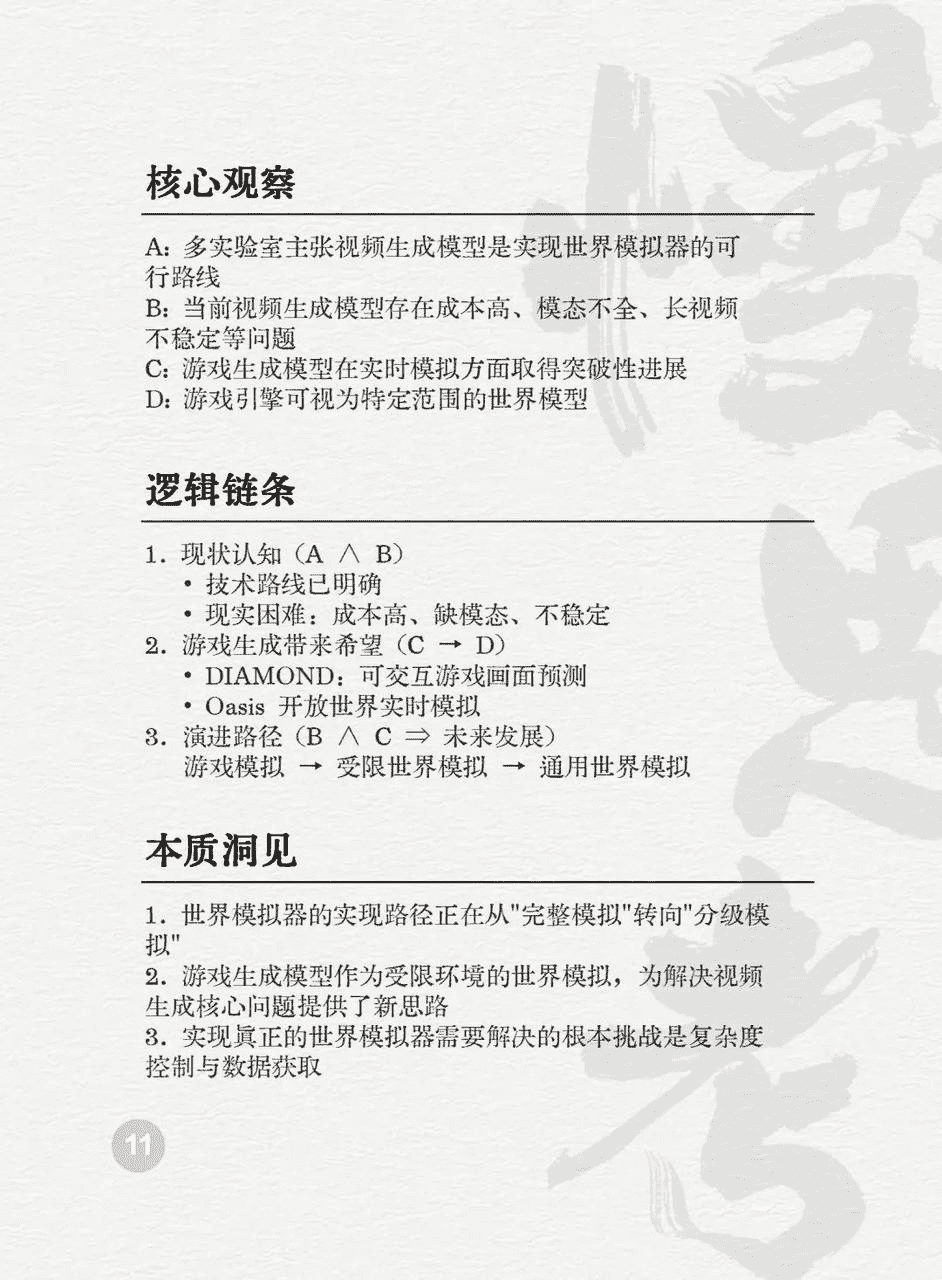 核心观察
A: 多实验室主张视频生成模型是实现世界模拟器的可
行路线
B: 当前视频生成模型存在成本高、模态不全、长视频
不稳定等问题
C: 游戏生成模型在实时模拟方面取得突破性进展
D: 游戏引擎可视为特定范围的世界模型
逻辑链条
1. 现状认知（A ∧ B）
• 技术路线已明确
• 现实困难：成本高、缺模态、不稳定
2. 游戏生成带来希望（C → D）
• DIAMOND：可交互游戏画面预测
• Oasis 开放世界实时模拟
3. 演进路径（B ∧ C ⇒ 未来发展）
游戏模拟 → 受限世界模拟 → 通用世界模拟
本质洞见
1. 世界模拟器的实现路径正在从"完整模拟"转向"分级模
拟"
2. 游戏生成模型作为受限环境的世界模拟，为解决视频
生成核心问题提供了新思路
3. 实现真正的世界模拟器需要解决的根本挑战是复杂度
控制与数据获取
11
慢思考